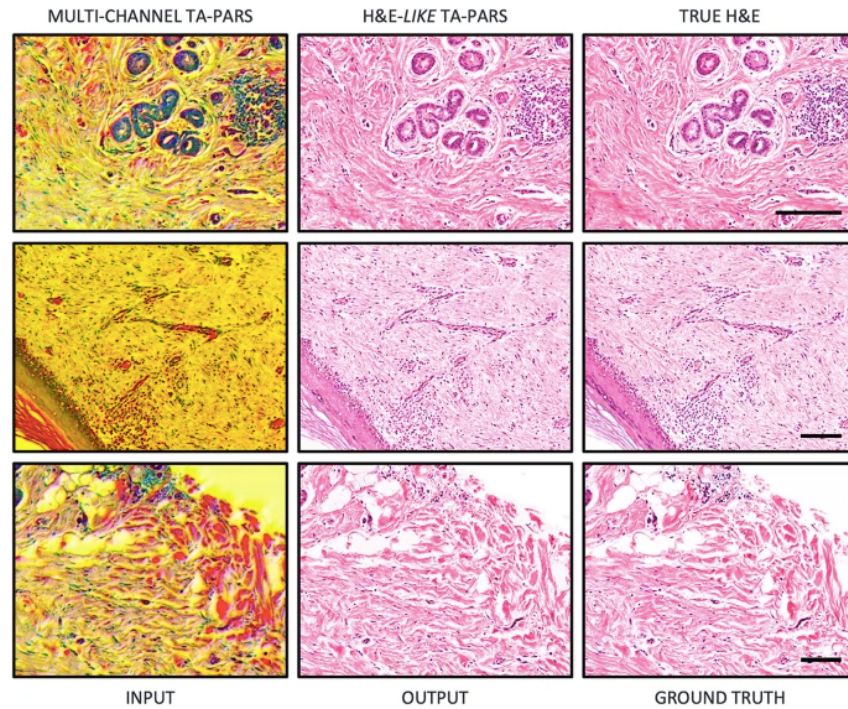 MULTI-CHANNEL TA-PARS
H&E-LIKE TA-PARS
TRUE H&E
INPUT
OUTPUT
GROUND TRUTH